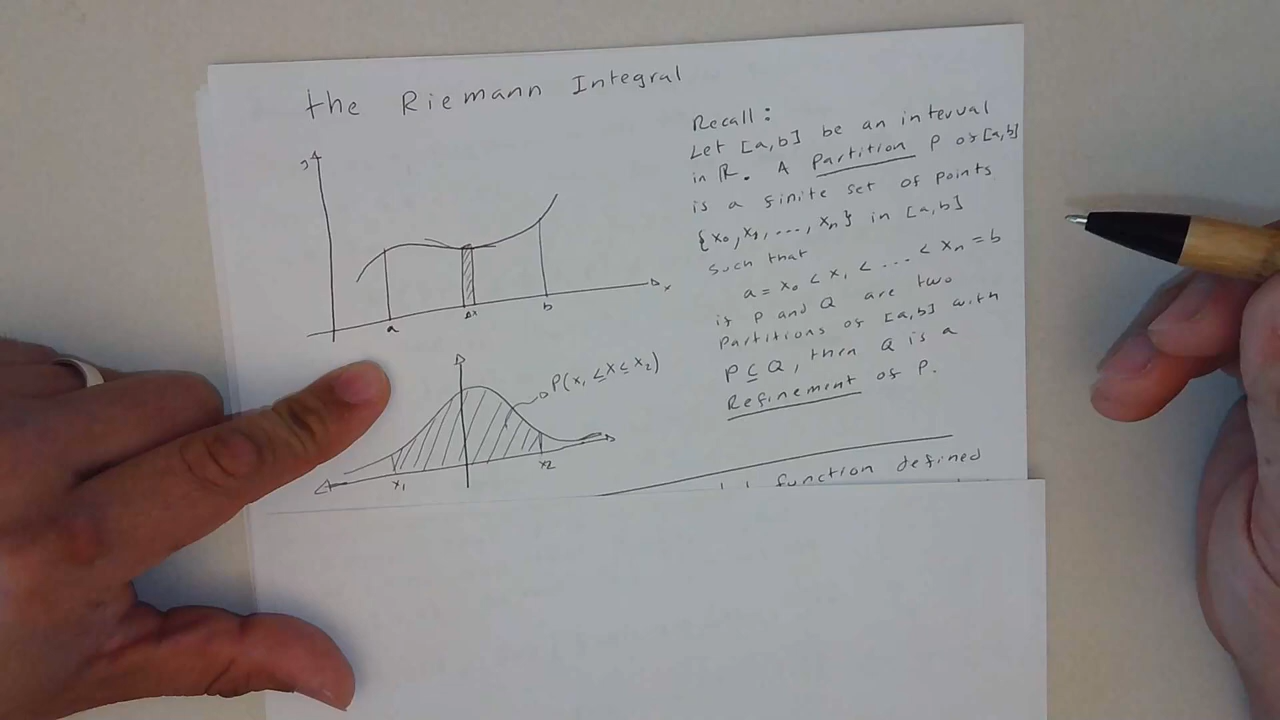 the Riemann Integral
y
a
Δx
b
x
P(x₁ ≤ X ≤ x₂)
x₁
x₂
Recall:
Let [a,b] be an interval
in ℝ. A Partition P of [a,b]
is a finite set of points
{x₀, x₁, ..., xₙ} in [a,b]
such that
a = x₀ < x₁ < ... < xₙ = b
if P and Q are two
Partitions of [a,b] with
P ⊆ Q, then Q is a
Refinement of P.
function defined